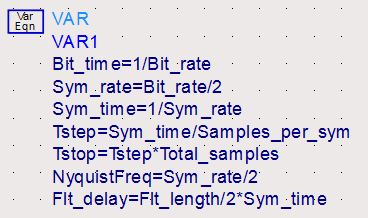 Var
Eqn
VAR
VAR1
Bit_time=1/Bit_rate
Sym_rate=Bit_rate/2
Sym_time=1/Sym_rate
Tstep=Sym_time/Samples_per_sym
Tstop=Tstep*Total_samples
NyquistFreq=Sym_rate/2
Flt_delay=Flt_length/2*Sym_time